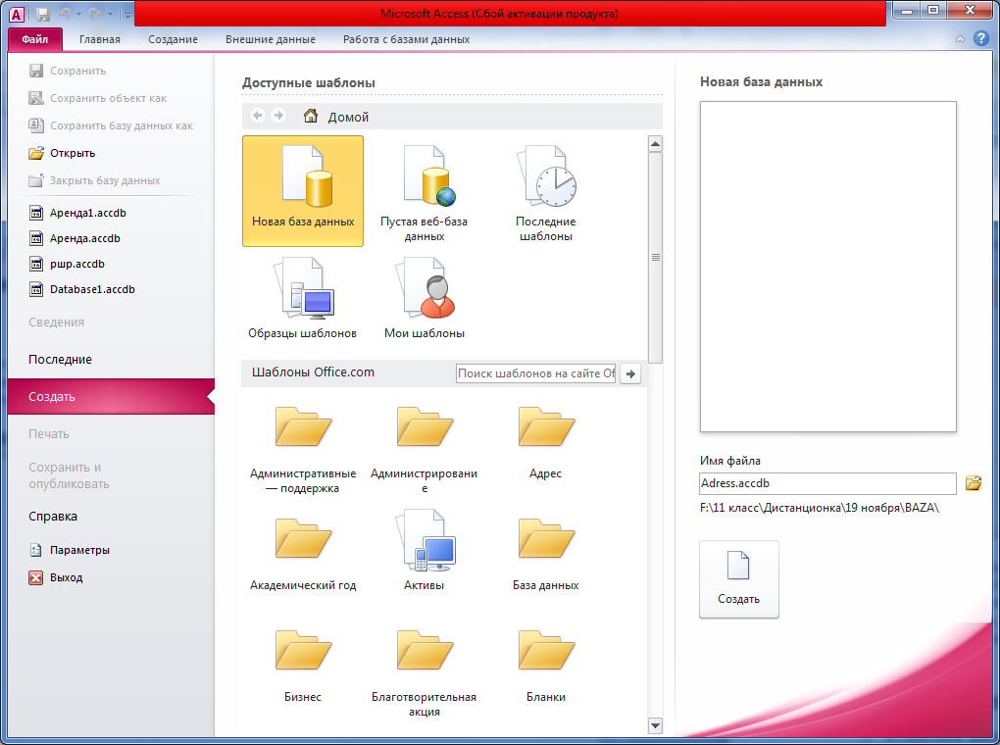 Microsoft Access (Сбой активации продукта)
Файл
Главная
Создание
Внешние данные
Работа с базами данных
Сохранить
Сохранить объект как
Сохранить базу данных как
Открыть
Закрыть базу данных
Аренда1.accdb
Аренда.accdb
ршр.accdb
Database1.accdb
Сведения
Последние
Создать
Печать
Сохранить и
опубликовать
Справка
Параметры
Выход
Доступные шаблоны
Домой
Новая база данных
Пустая веб-база
данных
Последние
шаблоны
Образцы шаблонов
Мои шаблоны
Шаблоны Office.com
Поиск шаблонов на сайте Of
Административные
— поддержка
Администрировани
е
Адрес
Академический год
Активы
База данных
Бизнес
Благотворительная
акция
Бланки
Новая база данных
Имя файла
Adress.accdb
F:\11 класс\Дистанционка\19 ноября\BAZA\
Создать